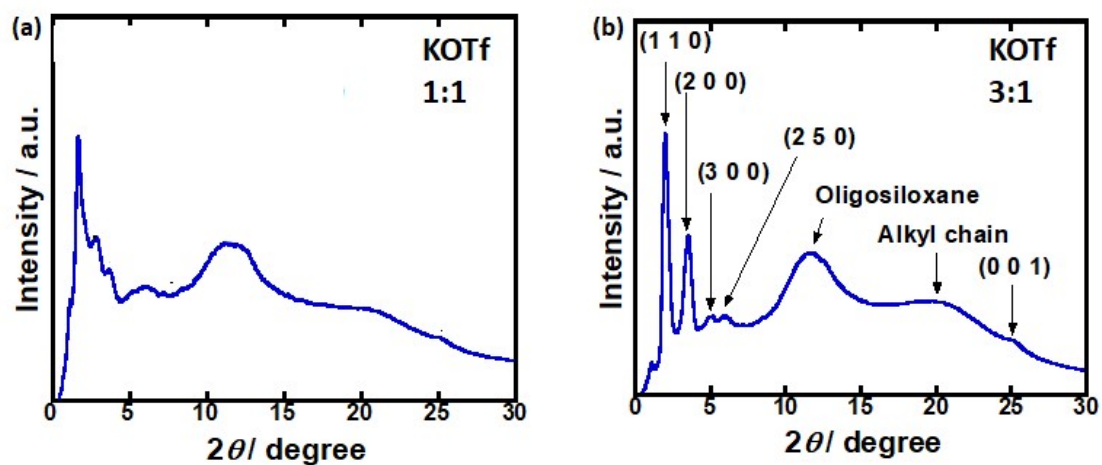 (a)
KOTf
1:1
Intensity / a.u.
0 5 10 15 20 25 30
2θ/ degree
(b)
(1 1 0)
KOTf
3:1
(2 0 0)
(2 5 0)
(3 0 0)
Oligosiloxane
Alkyl chain
(0 0 1)
Intensity / a.u.
0 5 10 15 20 25 30
2θ/ degree